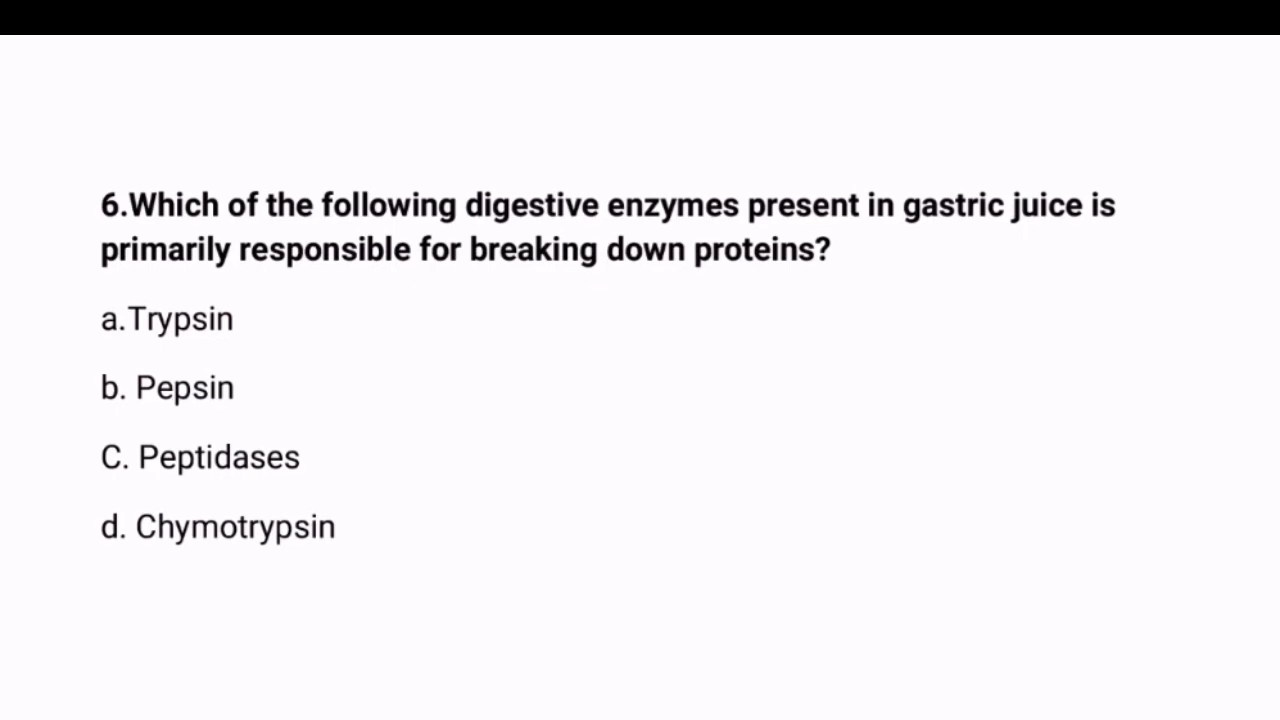 6.Which of the following digestive enzymes present in gastric juice is
primarily responsible for breaking down proteins?
a.Trypsin
b. Pepsin
C. Peptidases
d. Chymotrypsin